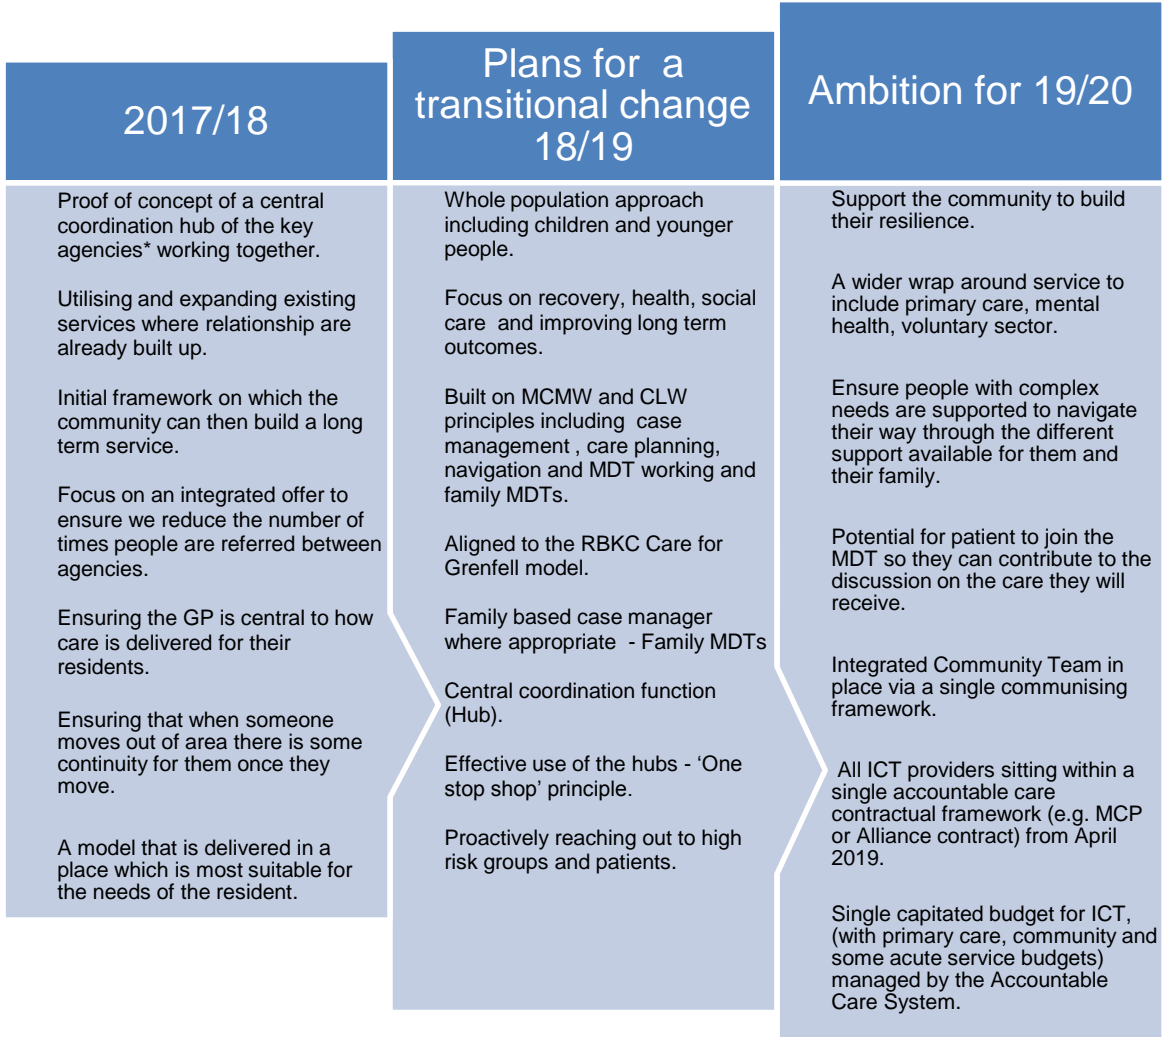 2017/18
Proof of concept of a central
coordination hub of the key
agencies* working together.
Utilising and expanding existing
services where relationship are
already built up.
Initial framework on which the
community can then build a long
term service.
Focus on an integrated offer to
ensure we reduce the number of
times people are referred between
agencies.
Ensuring the GP is central to how
care is delivered for their
residents.
Ensuring that when someone
moves out of area there is some
continuity for them once they
move.
A model that is delivered in a
place which is most suitable for
the needs of the resident.
Plans for a
transitional change
18/19
Whole population approach
including children and younger
people.
Focus on recovery, health, social
care and improving long term
outcomes.
Built on MCMW and CLW
principles including case
management , care planning,
navigation and MDT working and
family MDTs.
Aligned to the RBKC Care for
Grenfell model.
Family based case manager
where appropriate - Family MDTs
Central coordination function
(Hub).
Effective use of the hubs - ‘One
stop shop’ principle.
Proactively reaching out to high
risk groups and patients.
Ambition for 19/20
Support the community to build
their resilience.
A wider wrap around service to
include primary care, mental
health, voluntary sector.
Ensure people with complex
needs are supported to navigate
their way through the different
support available for them and
their family.
Potential for patient to join the
MDT so they can contribute to the
discussion on the care they will
receive.
Integrated Community Team in
place via a single communising
framework.
All ICT providers sitting within a
single accountable care
contractual framework (e.g. MCP
or Alliance contract) from April
2019.
Single capitated budget for ICT,
(with primary care, community and
some acute service budgets)
managed by the Accountable
Care System.